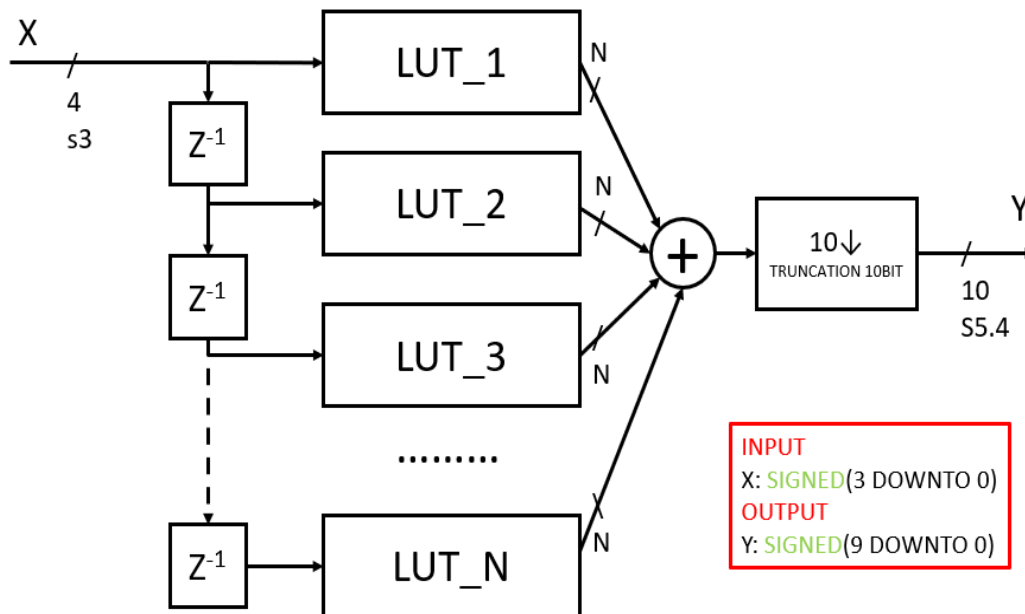 X
4
s3
Z-1
Z-1
Z-1
LUT_1
LUT_2
LUT_3
.........
LUT_N
N
N
N
N
+
10↓
TRUNCATION 10BIT
Y
10
S5.4
INPUT
X: SIGNED(3 DOWNTO 0)
OUTPUT
Y: SIGNED(9 DOWNTO 0)